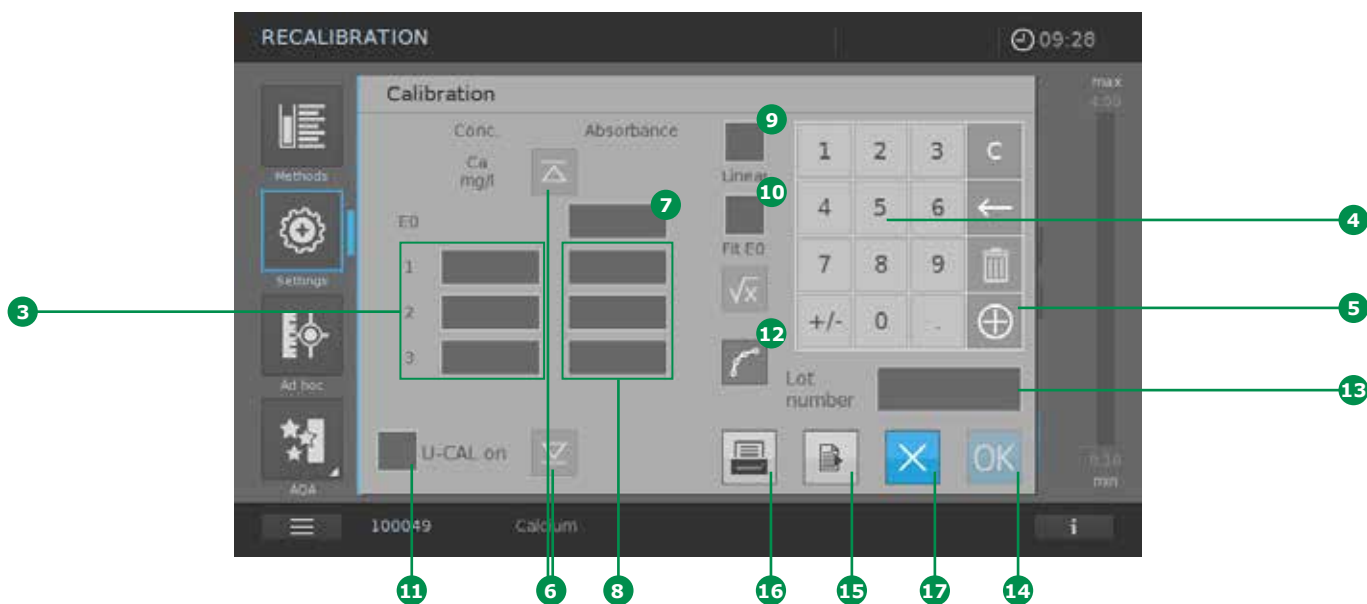 RECALIBRATION
09:28
Calibration
max
4:00
Conc.
Absorbance
9
1 2 3 C
Methods
Ca
mg/l
Linear
10
7
4 5 6 ←
4
E0
Fit E0
1
7 8 9
Settings
√x
3
2
5
+/- 0 .
12
3
Ad hoc
Lot
number
13
U-CAL on
OK
0.10
min
AQA
100049 Calcium
i
11 6 8 16 15 17 14